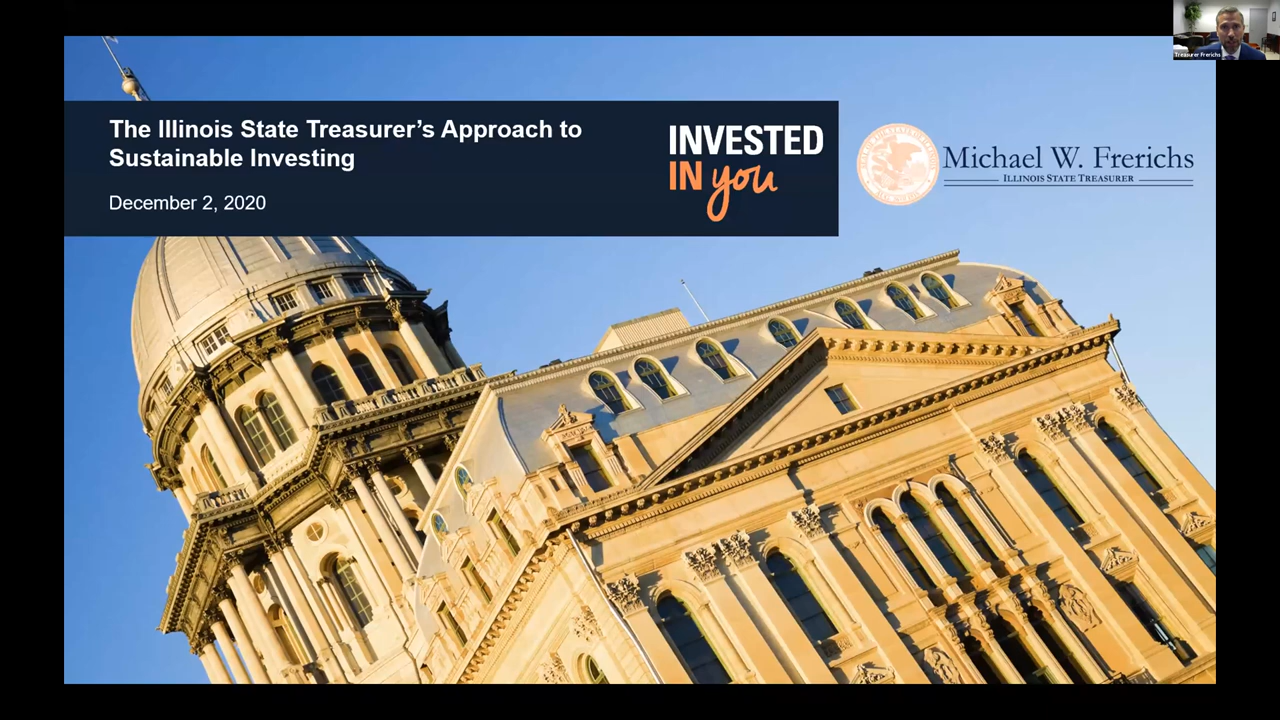 The Illinois State Treasurer’s Approach to
Sustainable Investing
December 2, 2020
INVESTED
IN you
Michael W. Frerichs
ILLINOIS STATE TREASURER
Treasurer Frerichs